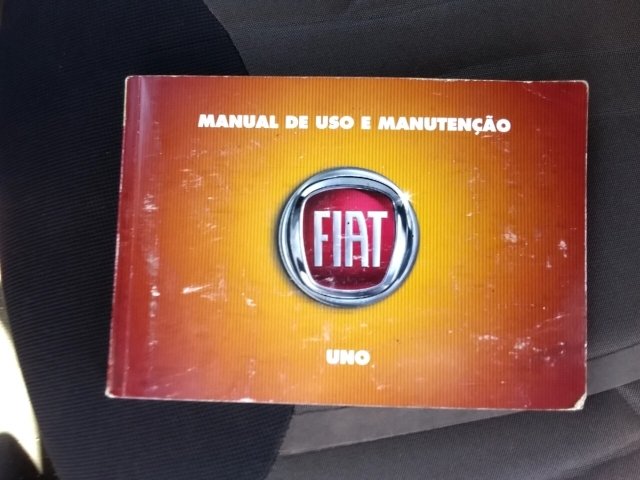 MANUAL DE USO E MANUTENÇÃO
FIAT
UNO